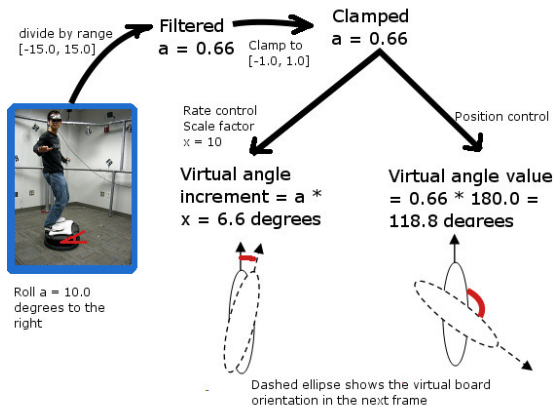 divide by range
[-15.0, 15.0]
Filtered
a = 0.66
Clamp to
[-1.0, 1.0]
Clamped
a = 0.66
Rate control
Scale factor
x = 10
Position control
Virtual angle
increment = a *
x = 6.6 degrees
Virtual angle value
= 0.66 * 180.0 =
118.8 degrees
Roll a = 10.0
degrees to the
right
Dashed ellipse shows the virtual board
orientation in the next frame